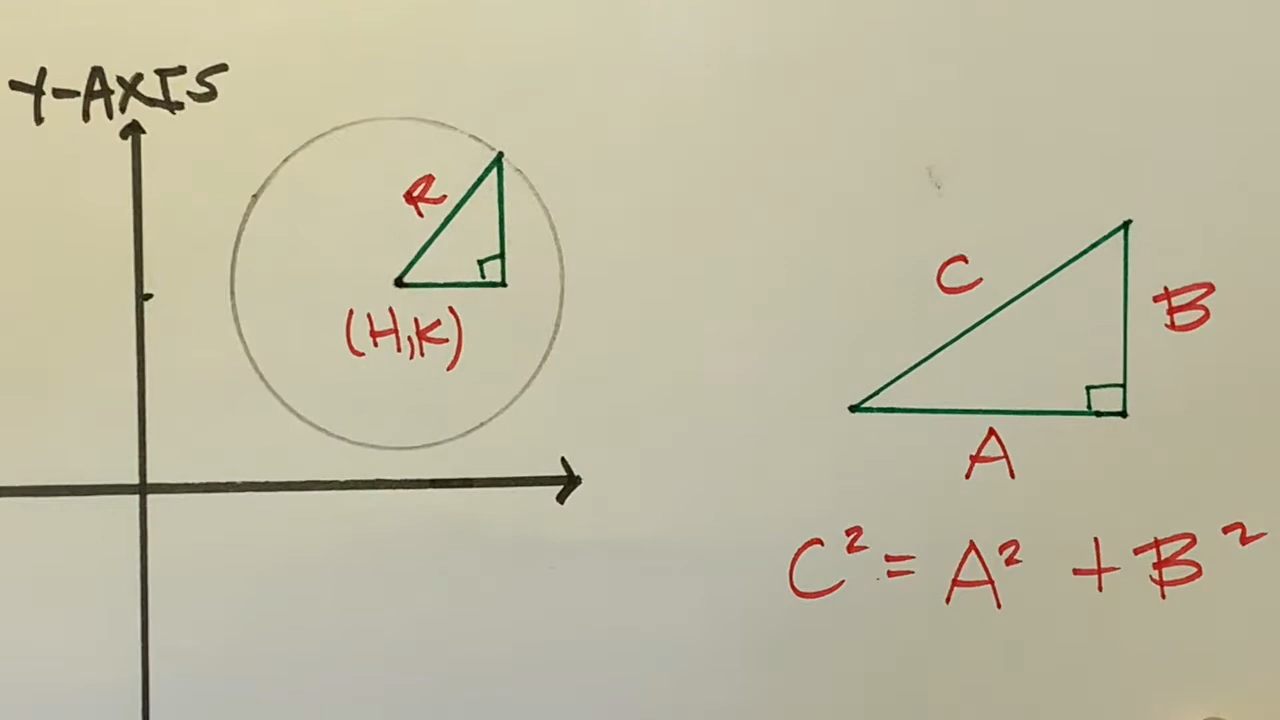 Y-AXIS
R
(H,K)
C
B
A
C² = A² + B²